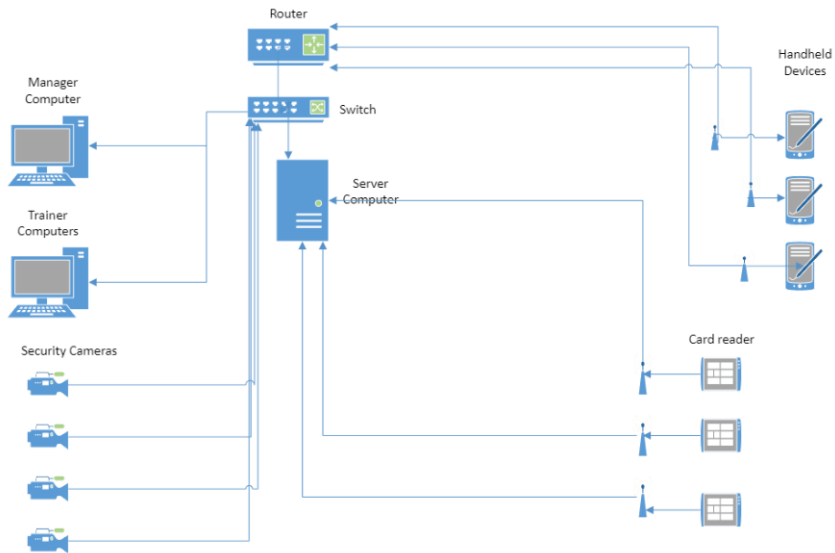 Router
Handheld
Devices
Manager
Computer
Switch
Server
Computer
Trainer
Computers
Card reader
Security Cameras